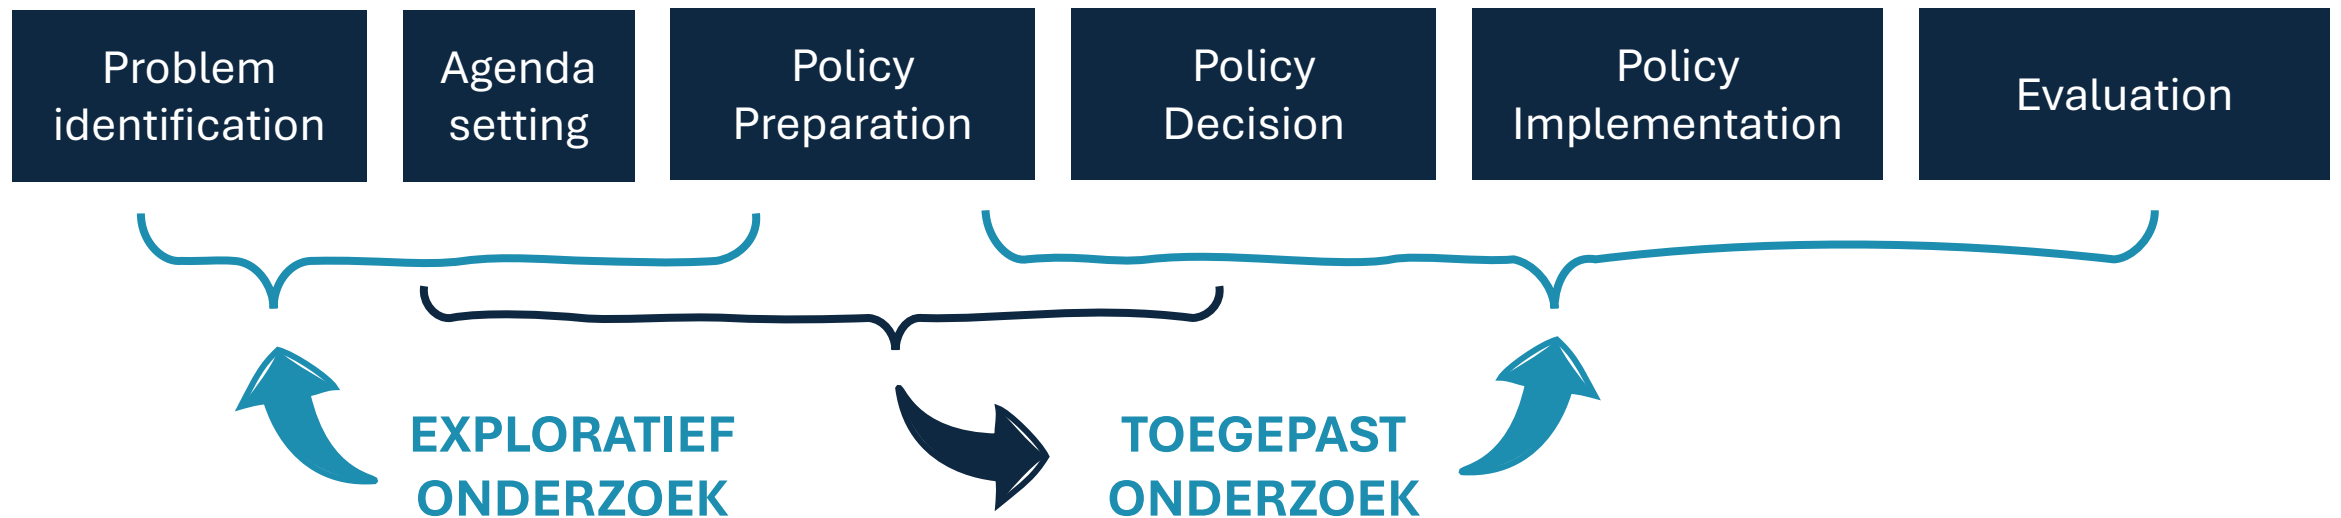 Problem
identification
Agenda
setting
Policy
Preparation
Policy
Decision
Policy
Implementation
Evaluation
EXPLORATIEF
ONDERZOEK
TOEGEPAST
ONDERZOEK